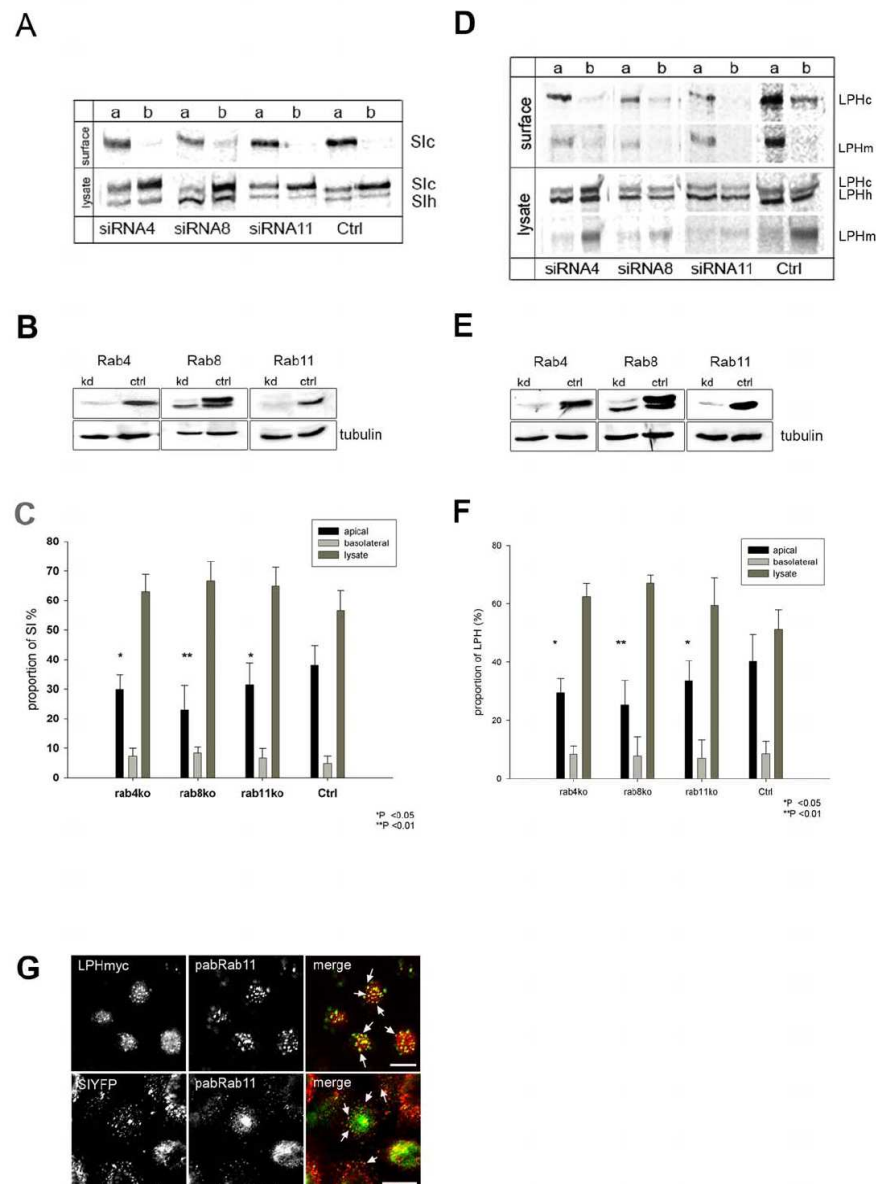 A
a b a b a b a b
surface
SIc
lysate
SIc
SIh
siRNA4 siRNA8 siRNA11 Ctrl
B
Rab4 Rab8 Rab11
kd ctrl kd ctrl kd ctrl
tubulin
C
proportion of SI %
80
70
60
50
40
30
20
10
0
apical
basolateral
lysate
* ** *
rab4ko rab8ko rab11ko Ctrl
*P <0.05
**P <0.01
D
a b a b a b a b
surface
LPHc
LPHm
lysate
LPHc
LPHh
LPHm
siRNA4 siRNA8 siRNA11 Ctrl
E
Rab4 Rab8 Rab11
kd ctrl kd ctrl kd ctrl
tubulin
F
proportion of LPH (%)
80
60
40
20
0
apical
basolateral
lysate
* ** *
rab4ko rab8ko rab11ko Ctrl
*P <0.05
**P <0.01
G
LPHmyc pabRab11 merge
SIYFP pabRab11 merge